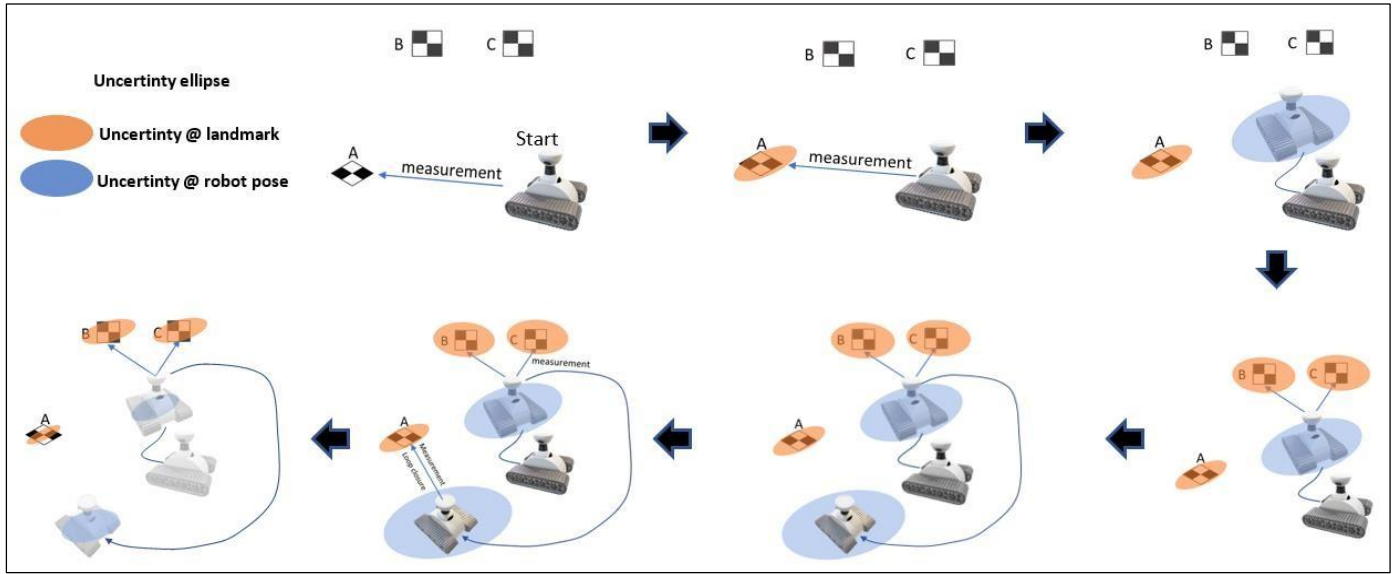 Uncertinty ellipse
Uncertinty @ landmark
Uncertinty @ robot pose
B C
Start
A
measurement
B C
A
measurement
B C
A
B C
A
B C
A
B C
measurement
A
Measurement
Loop closure
B C
A